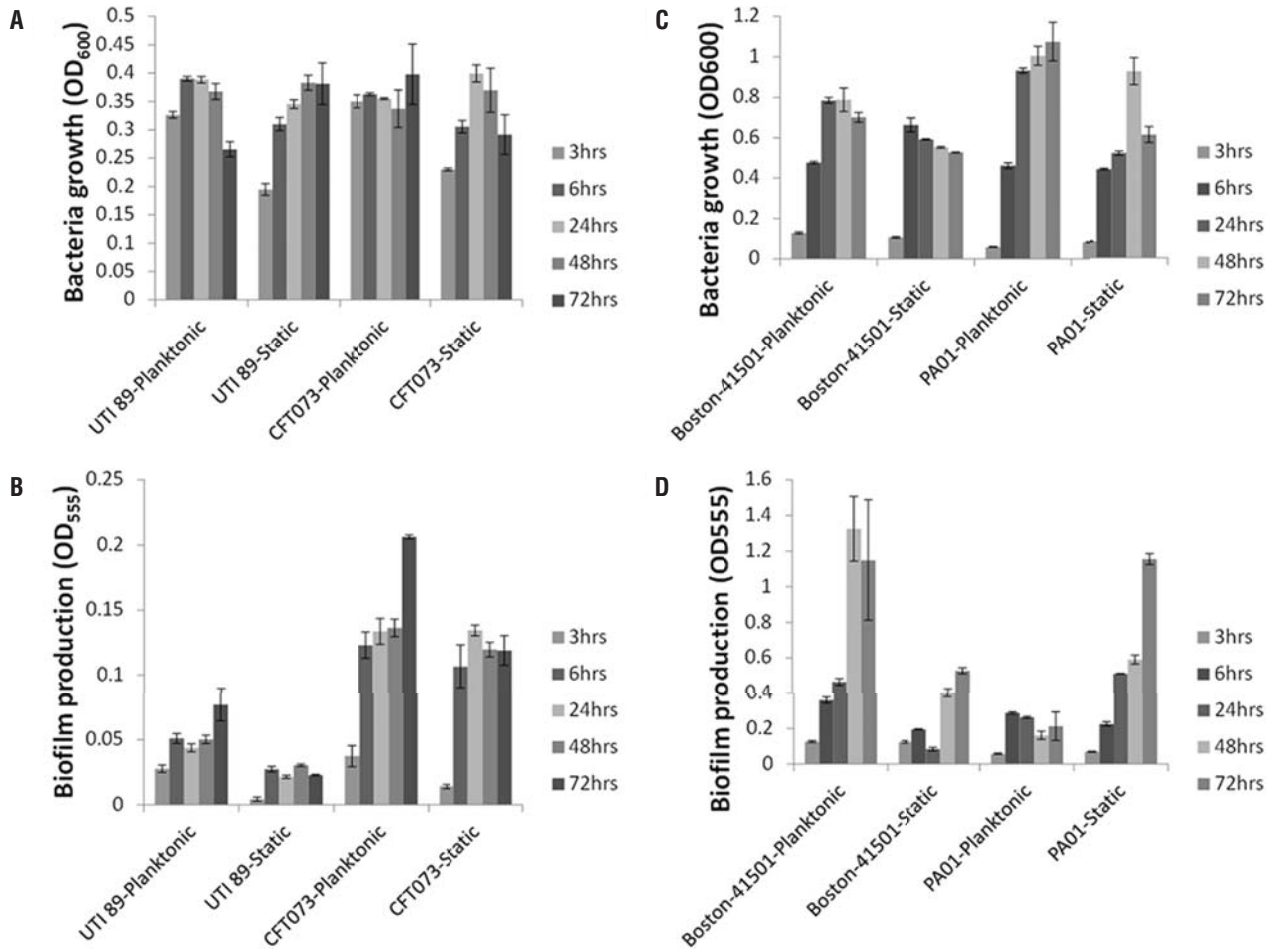 A
Bacteria growth (OD600)
0.5
0.45
0.4
0.35
0.3
0.25
0.2
0.15
0.1
0.05
0
UTI 89-Planktonic
UTI 89-Static
CFT073-Planktonic
CFT073-Static
3hrs
6hrs
24hrs
48hrs
72hrs
C
Bacteria growth (OD600)
1.2
1
0.8
0.6
0.4
0.2
0
Boston-41501-Planktonic
Boston-41501-Static
PA01-Planktonic
PA01-Static
3hrs
6hrs
24hrs
48hrs
72hrs
B
Biofilm production (OD555)
0.25
0.2
0.15
0.1
0.05
0
UTI 89-Planktonic
UTI 89-Static
CFT073-Planktonic
CFT073-Static
3hrs
6hrs
24hrs
48hrs
72hrs
D
Biofilm production (OD555)
1.6
1.4
1.2
1
0.8
0.6
0.4
0.2
0
Boston-41501-Planktonic
Boston-41501-Static
PA01-Planktonic
PA01-Static
3hrs
6hrs
24hrs
48hrs
72hrs